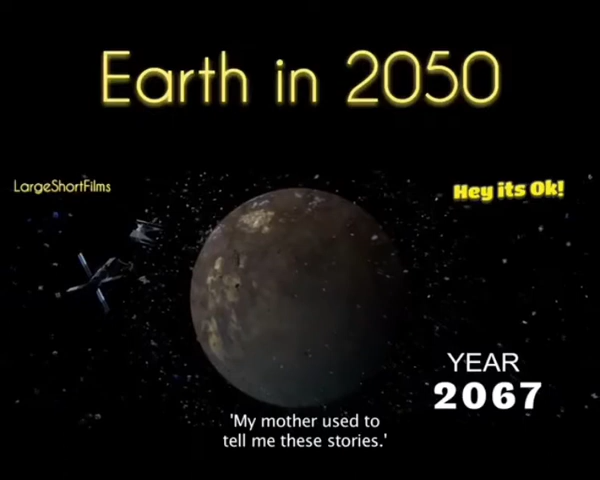 Earth in 2050
LargeShortFilms
Hey its Ok!
YEAR
2067
'My mother used to
tell me these stories.'